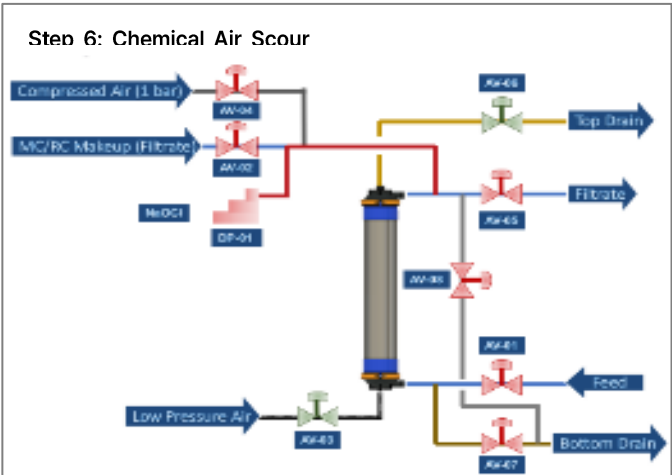 Step 6: Chemical Air Scour
AV-06
Compressed Air (1 bar)
Top Drain
AV-04
MC/RC Makeup (Filtrate)
AV-02
Filtrate
NaOCl
AV-05
DP-01
AV-08
AV-01
Feed
Low Pressure Air
AV-03
Bottom Drain
AV-07